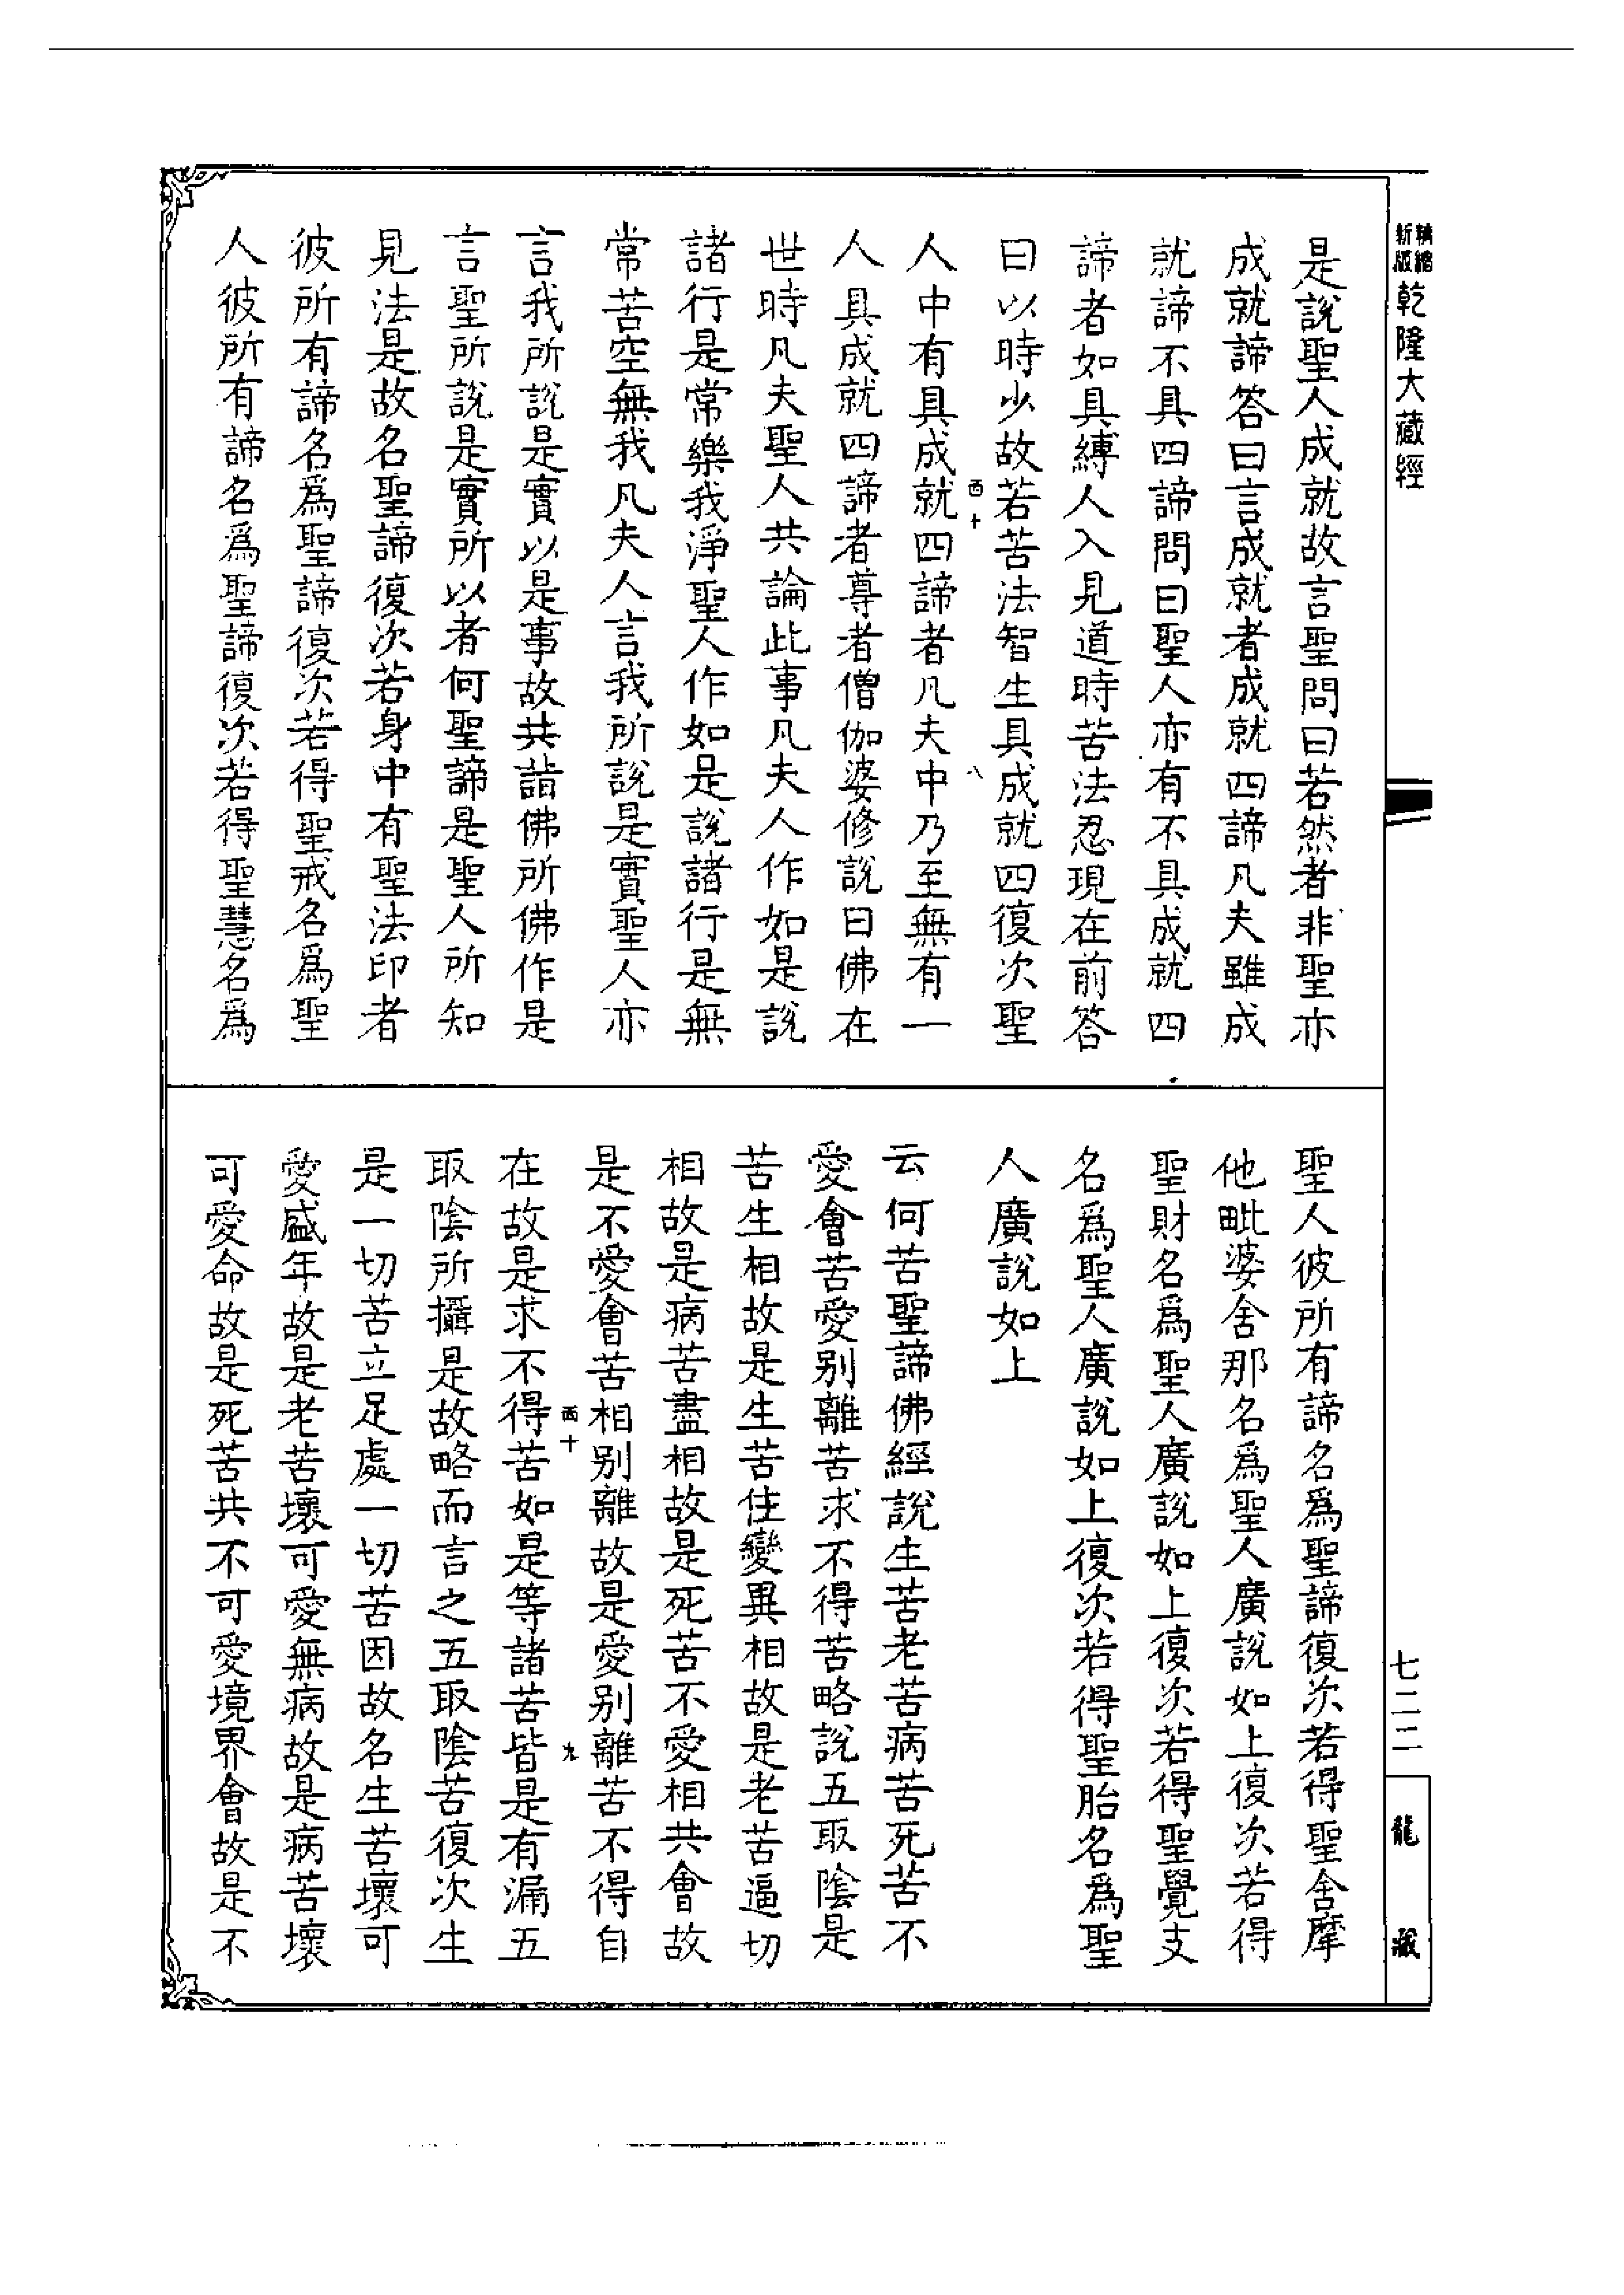 新版精縮
乾隆大藏經
是說聖人成就故言聖問曰若然者非聖亦
成就諦答曰言成就者成就四諦凡夫雖成
就諦不具四諦問曰聖人亦有不具成就四
諦者如具縛人入見道時苦法忍現在前答
曰以時少故若苦法智生具成就四復次聖
西十
八
人中有具成就四諦者凡夫中乃至無有一
人具成就四諦者尊者僧伽婆修說曰佛在
世時凡夫聖人共論此事凡夫人作如是說
諸行是常樂我淨聖人作如是說諸行是無
常苦空無我凡夫人言我所說是實聖人亦
言我所說是實以是事故共詣佛所佛作是
言聖所說是實所以者何聖諦是聖人所知
見法是故名聖諦復次若身中有聖法印者
彼所有諦名為聖諦復次若得聖戒名為聖
人彼所有諦名為聖諦復次若得聖慧名為
聖人彼所有諦名為聖諦復次若得聖舍摩
他毗婆舍那名為聖人廣說如上復次若得
聖財名為聖人廣說如上復次若得聖覺支
名為聖人廣說如上復次若得聖胎名為聖
人廣說如上
云何苦聖諦佛經說生苦老苦病苦死苦不
愛會苦愛別離苦求不得苦略說五取陰是
苦生相故是生苦住變異相故是老苦逼切
相故是病苦盡相故是死苦不愛相共會故
是不愛會苦相別離故是愛別離苦不得自
西十
九
在故是求不得苦如是等諸苦皆是有漏五
取陰所攝是故略而言之五取陰苦復次生
是一切苦立足處一切苦因故名生苦壞可
愛盛年故是老苦壞可愛無病故是病苦壞
可愛命故是死苦共不可愛境界會故是不
七二二
龍藏